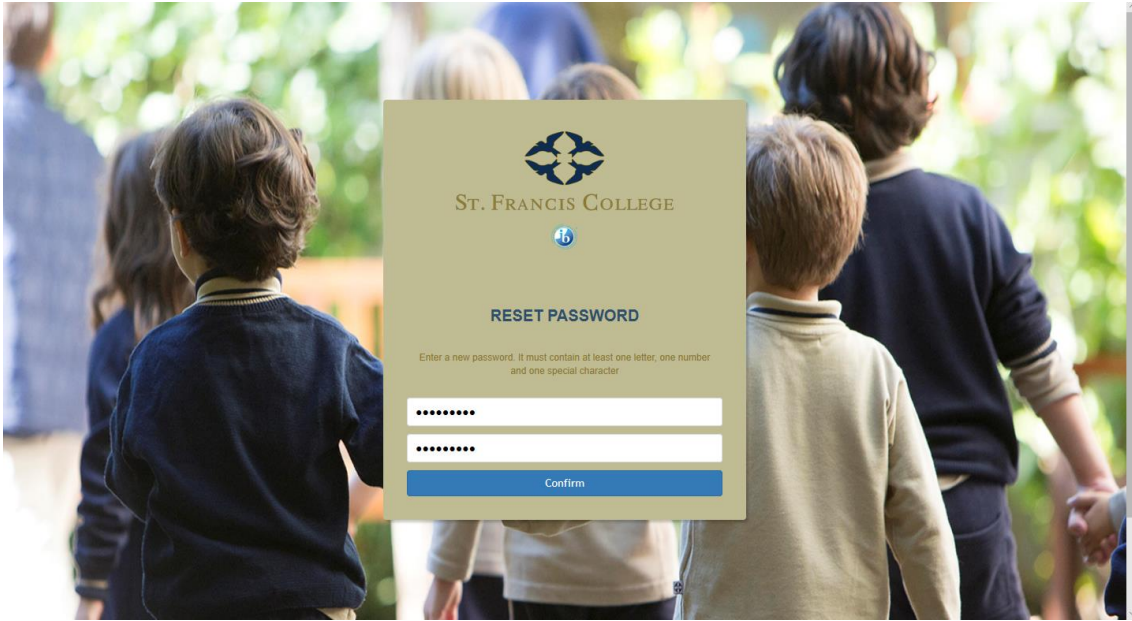 ST. FRANCIS COLLEGE
ib
RESET PASSWORD
Enter a new password. It must contain at least one letter, one number
and one special character
•••••••••
•••••••••
Confirm